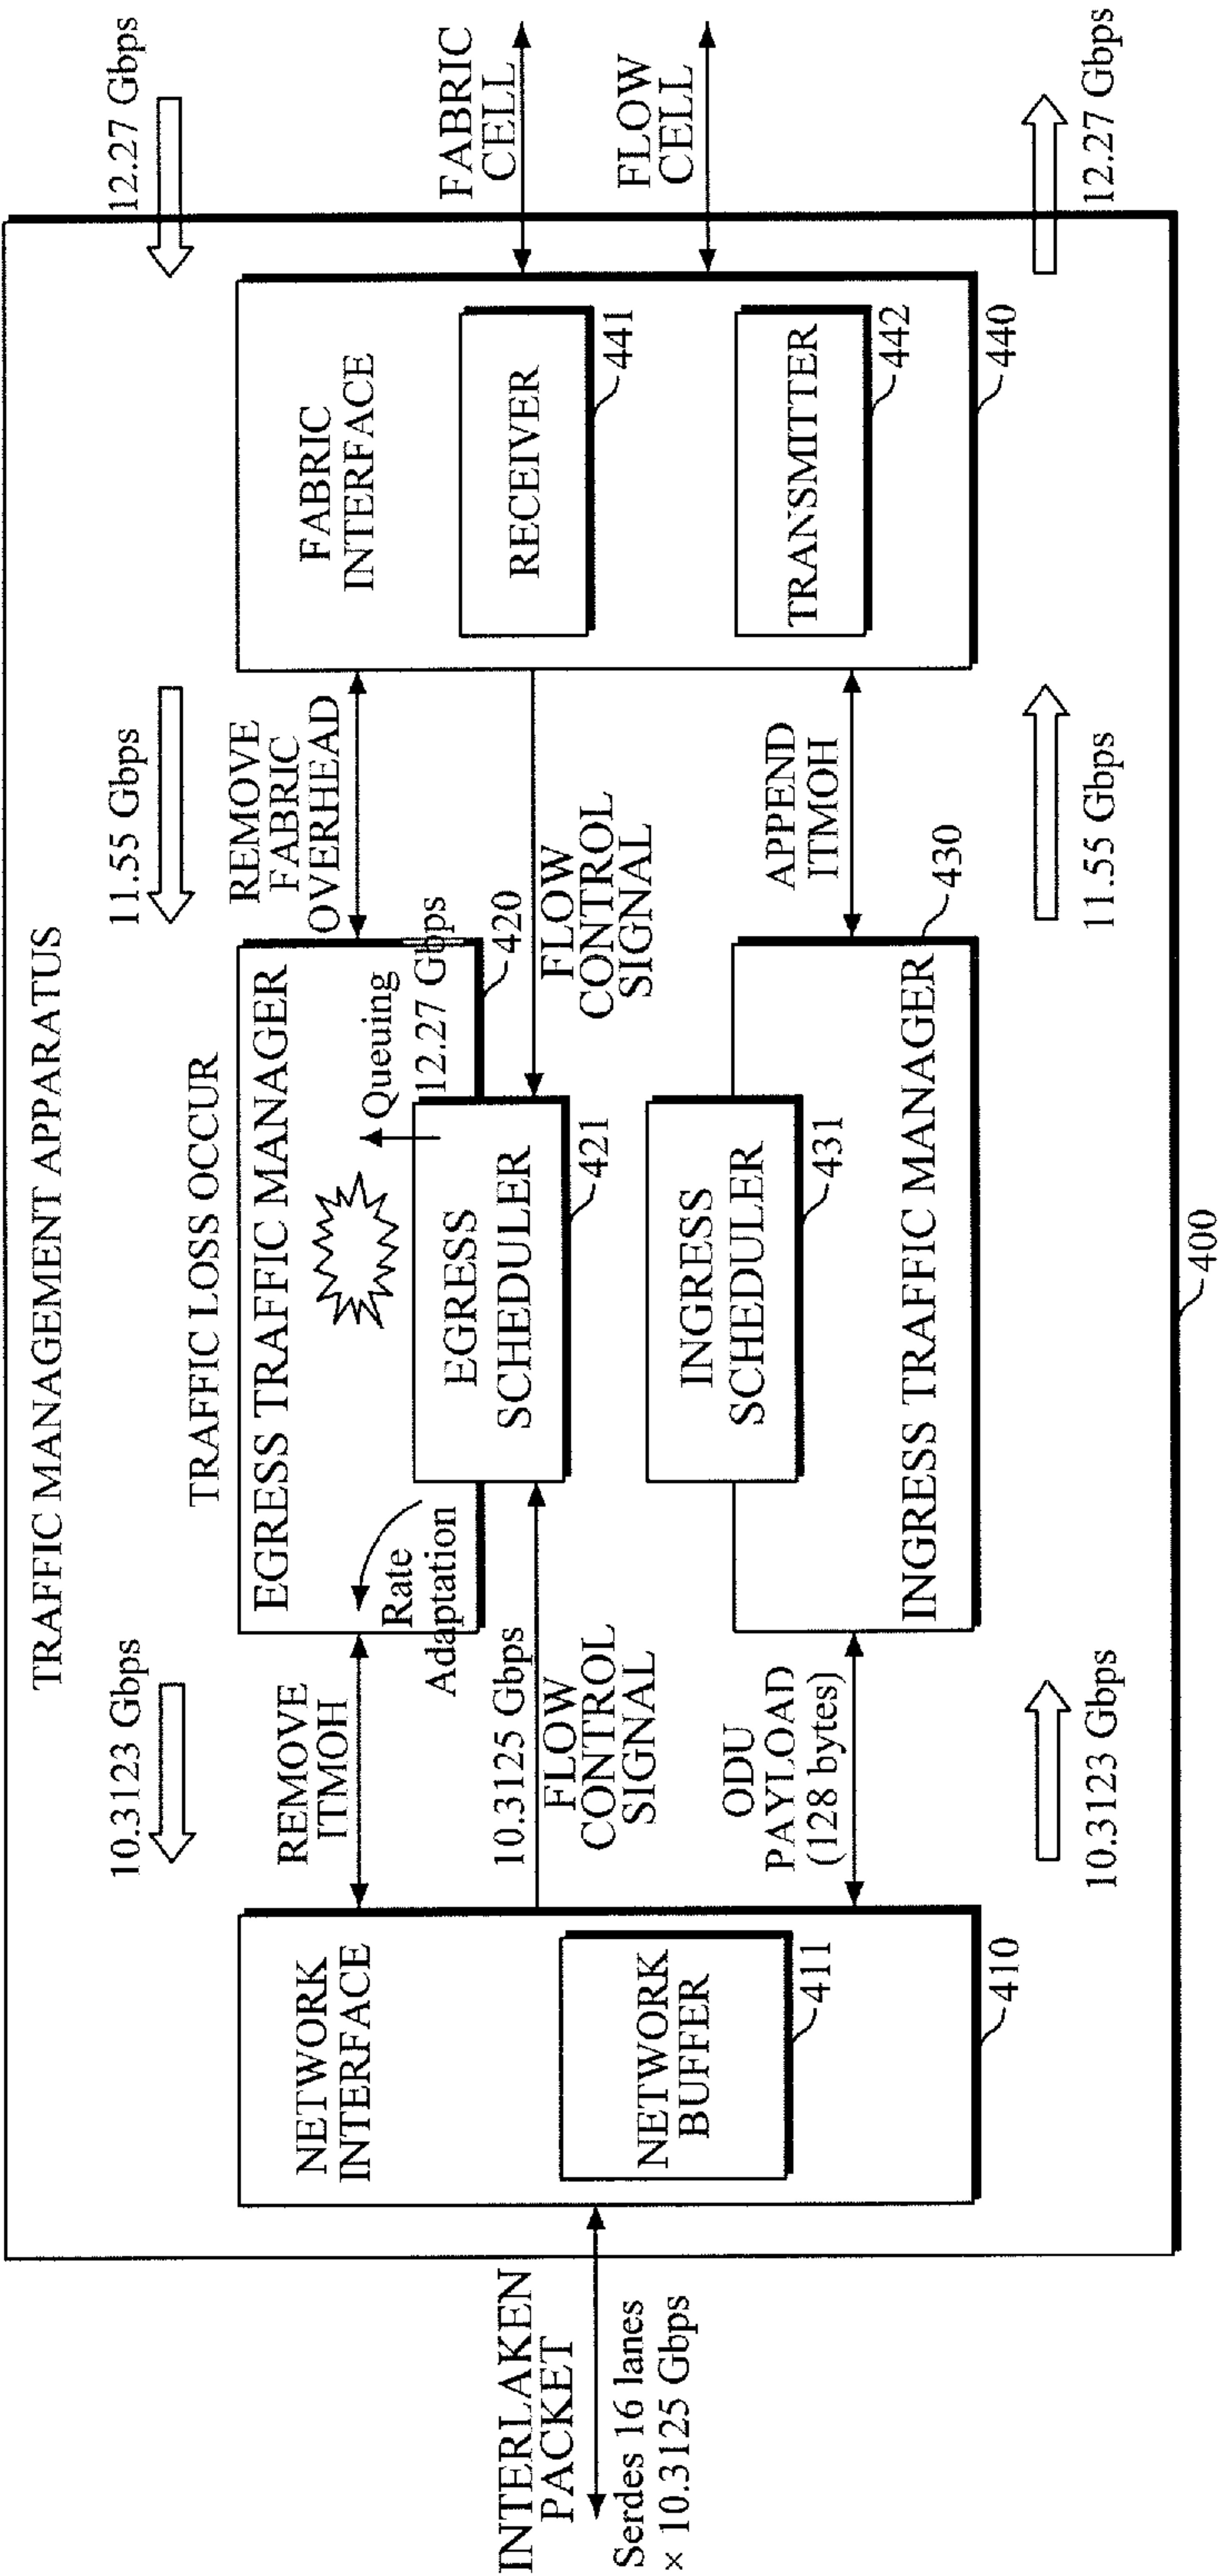 TRAFFIC MANAGEMENT APPARATUS
10.3123 Gbps
11.55 Gbps
12.27 Gbps
TRAFFIC LOSS OCCUR
NETWORK
INTERFACE
NETWORK
BUFFER
411
410
INTERLAKEN
PACKET
Serdes 16 lanes
× 10.3125 Gbps
REMOVE
ITMOH
10.3125 Gbps
FLOW
CONTROL
SIGNAL
ODU
PAYLOAD
(128 bytes)
EGRESS TRAFFIC MANAGER
Rate
Adaptation
Queuing
12.27 Gbps
EGRESS
SCHEDULER
421
420
INGRESS
SCHEDULER
431
INGRESS TRAFFIC MANAGER
430
REMOVE
FABRIC
OVERHEAD
FLOW
CONTROL
SIGNAL
APPEND
ITMOH
FABRIC
INTERFACE
RECEIVER
441
TRANSMITTER
442
440
FABRIC
CELL
FLOW
CELL
10.3123 Gbps
11.55 Gbps
12.27 Gbps
400